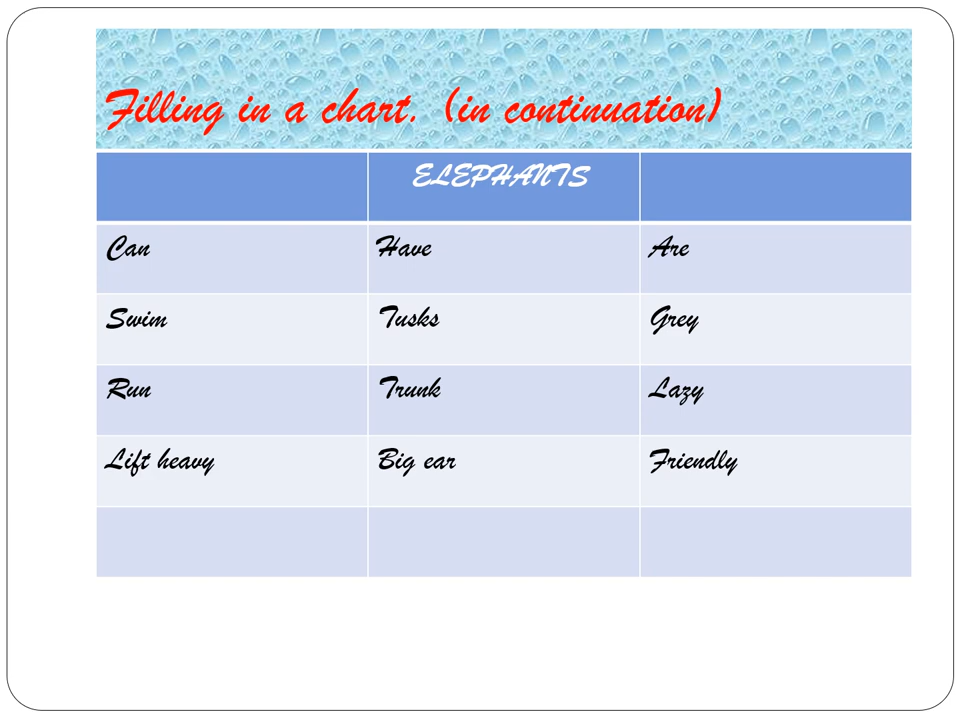 Filling in a chart. (in continuation)
ELEPHANTS
Can Have Are
Swim Tusks Grey
Run Trunk Lazy
Lift heavy Big ear Friendly